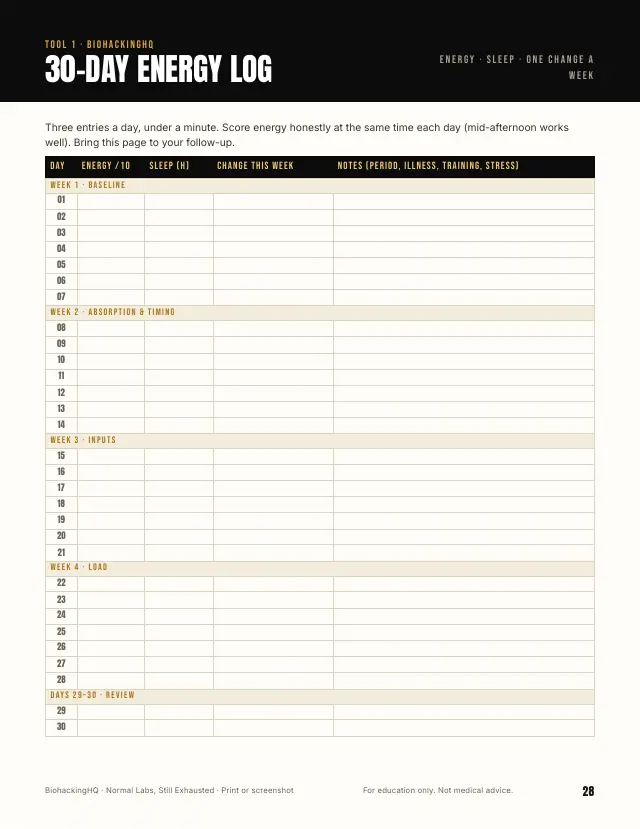 TOOL 1 · BIOHACKINGHQ
30-DAY ENERGY LOG
ENERGY · SLEEP · ONE CHANGE A
WEEK
Three entries a day, under a minute. Score energy honestly at the same time each day (mid-afternoon works
well). Bring this page to your follow-up.
DAY ENERGY /10 SLEEP (H) CHANGE THIS WEEK NOTES (PERIOD, ILLNESS, TRAINING, STRESS)
WEEK 1 · BASELINE
01
02
03
04
05
06
07
WEEK 2 · ABSORPTION & TIMING
08
09
10
11
12
13
14
WEEK 3 · INPUTS
15
16
17
18
19
20
21
WEEK 4 · LOAD
22
23
24
25
26
27
28
DAYS 29–30 · REVIEW
29
30
BiohackingHQ · Normal Labs, Still Exhausted · Print or screenshot For education only. Not medical advice. 28